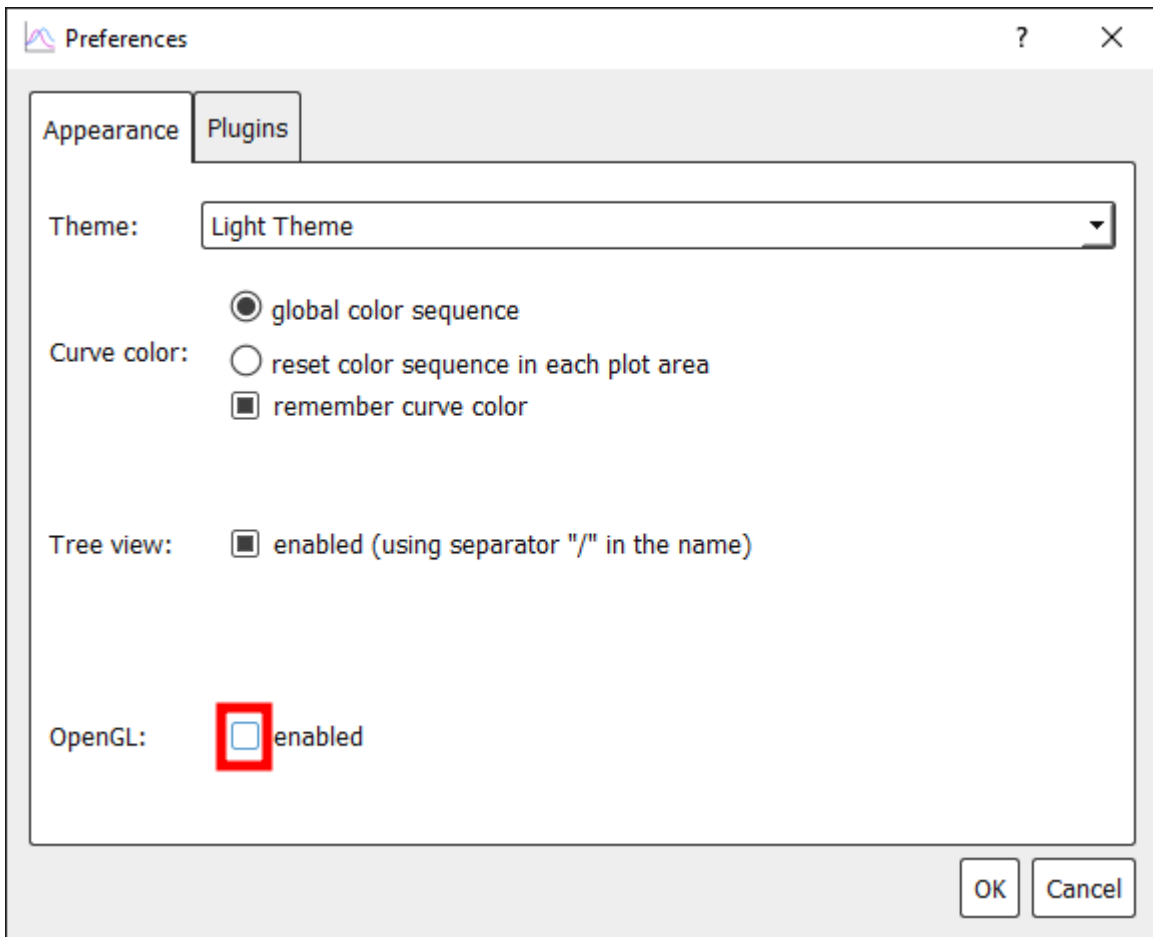 Preferences
?
Appearance
Plugins
Theme:
Light Theme
global color sequence
Curve color:
reset color sequence in each plot area
remember curve color
Tree view:
enabled (using separator "/" in the name)
OpenGL:
enabled
OK
Cancel